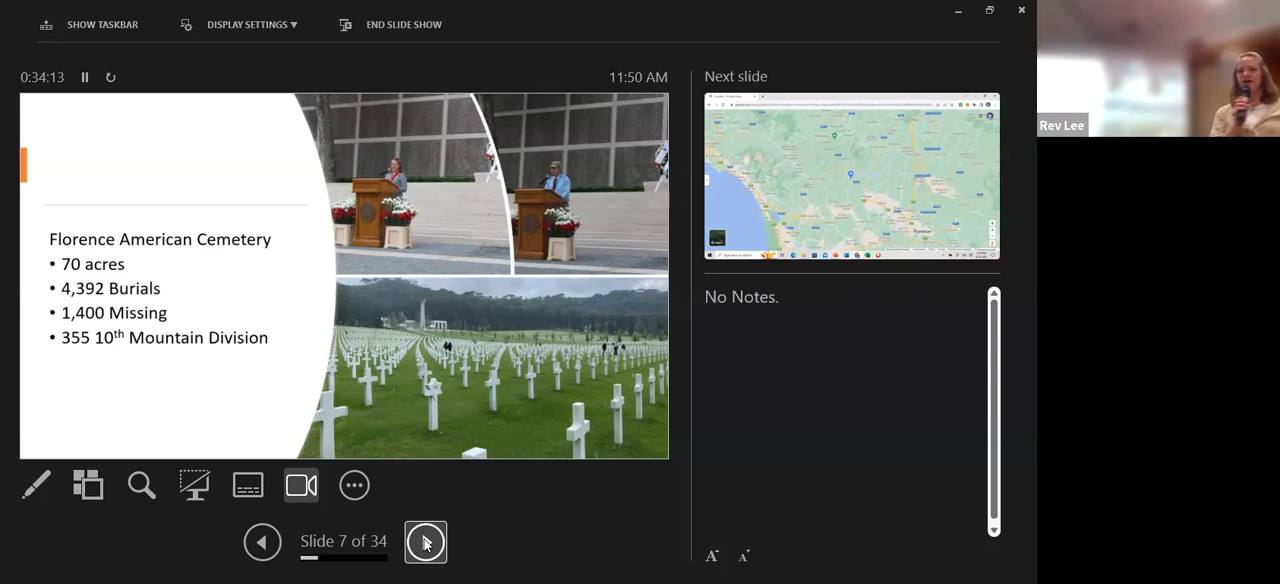 SHOW TASKBAR
DISPLAY SETTINGS ▼
END SLIDE SHOW
0:34:13
11:50 AM
Next slide
Florence American Cemetery
• 70 acres
• 4,392 Burials
• 1,400 Missing
• 355 10th Mountain Division
Florence
No Notes.
Slide 7 of 34
A
A
Rev Lee